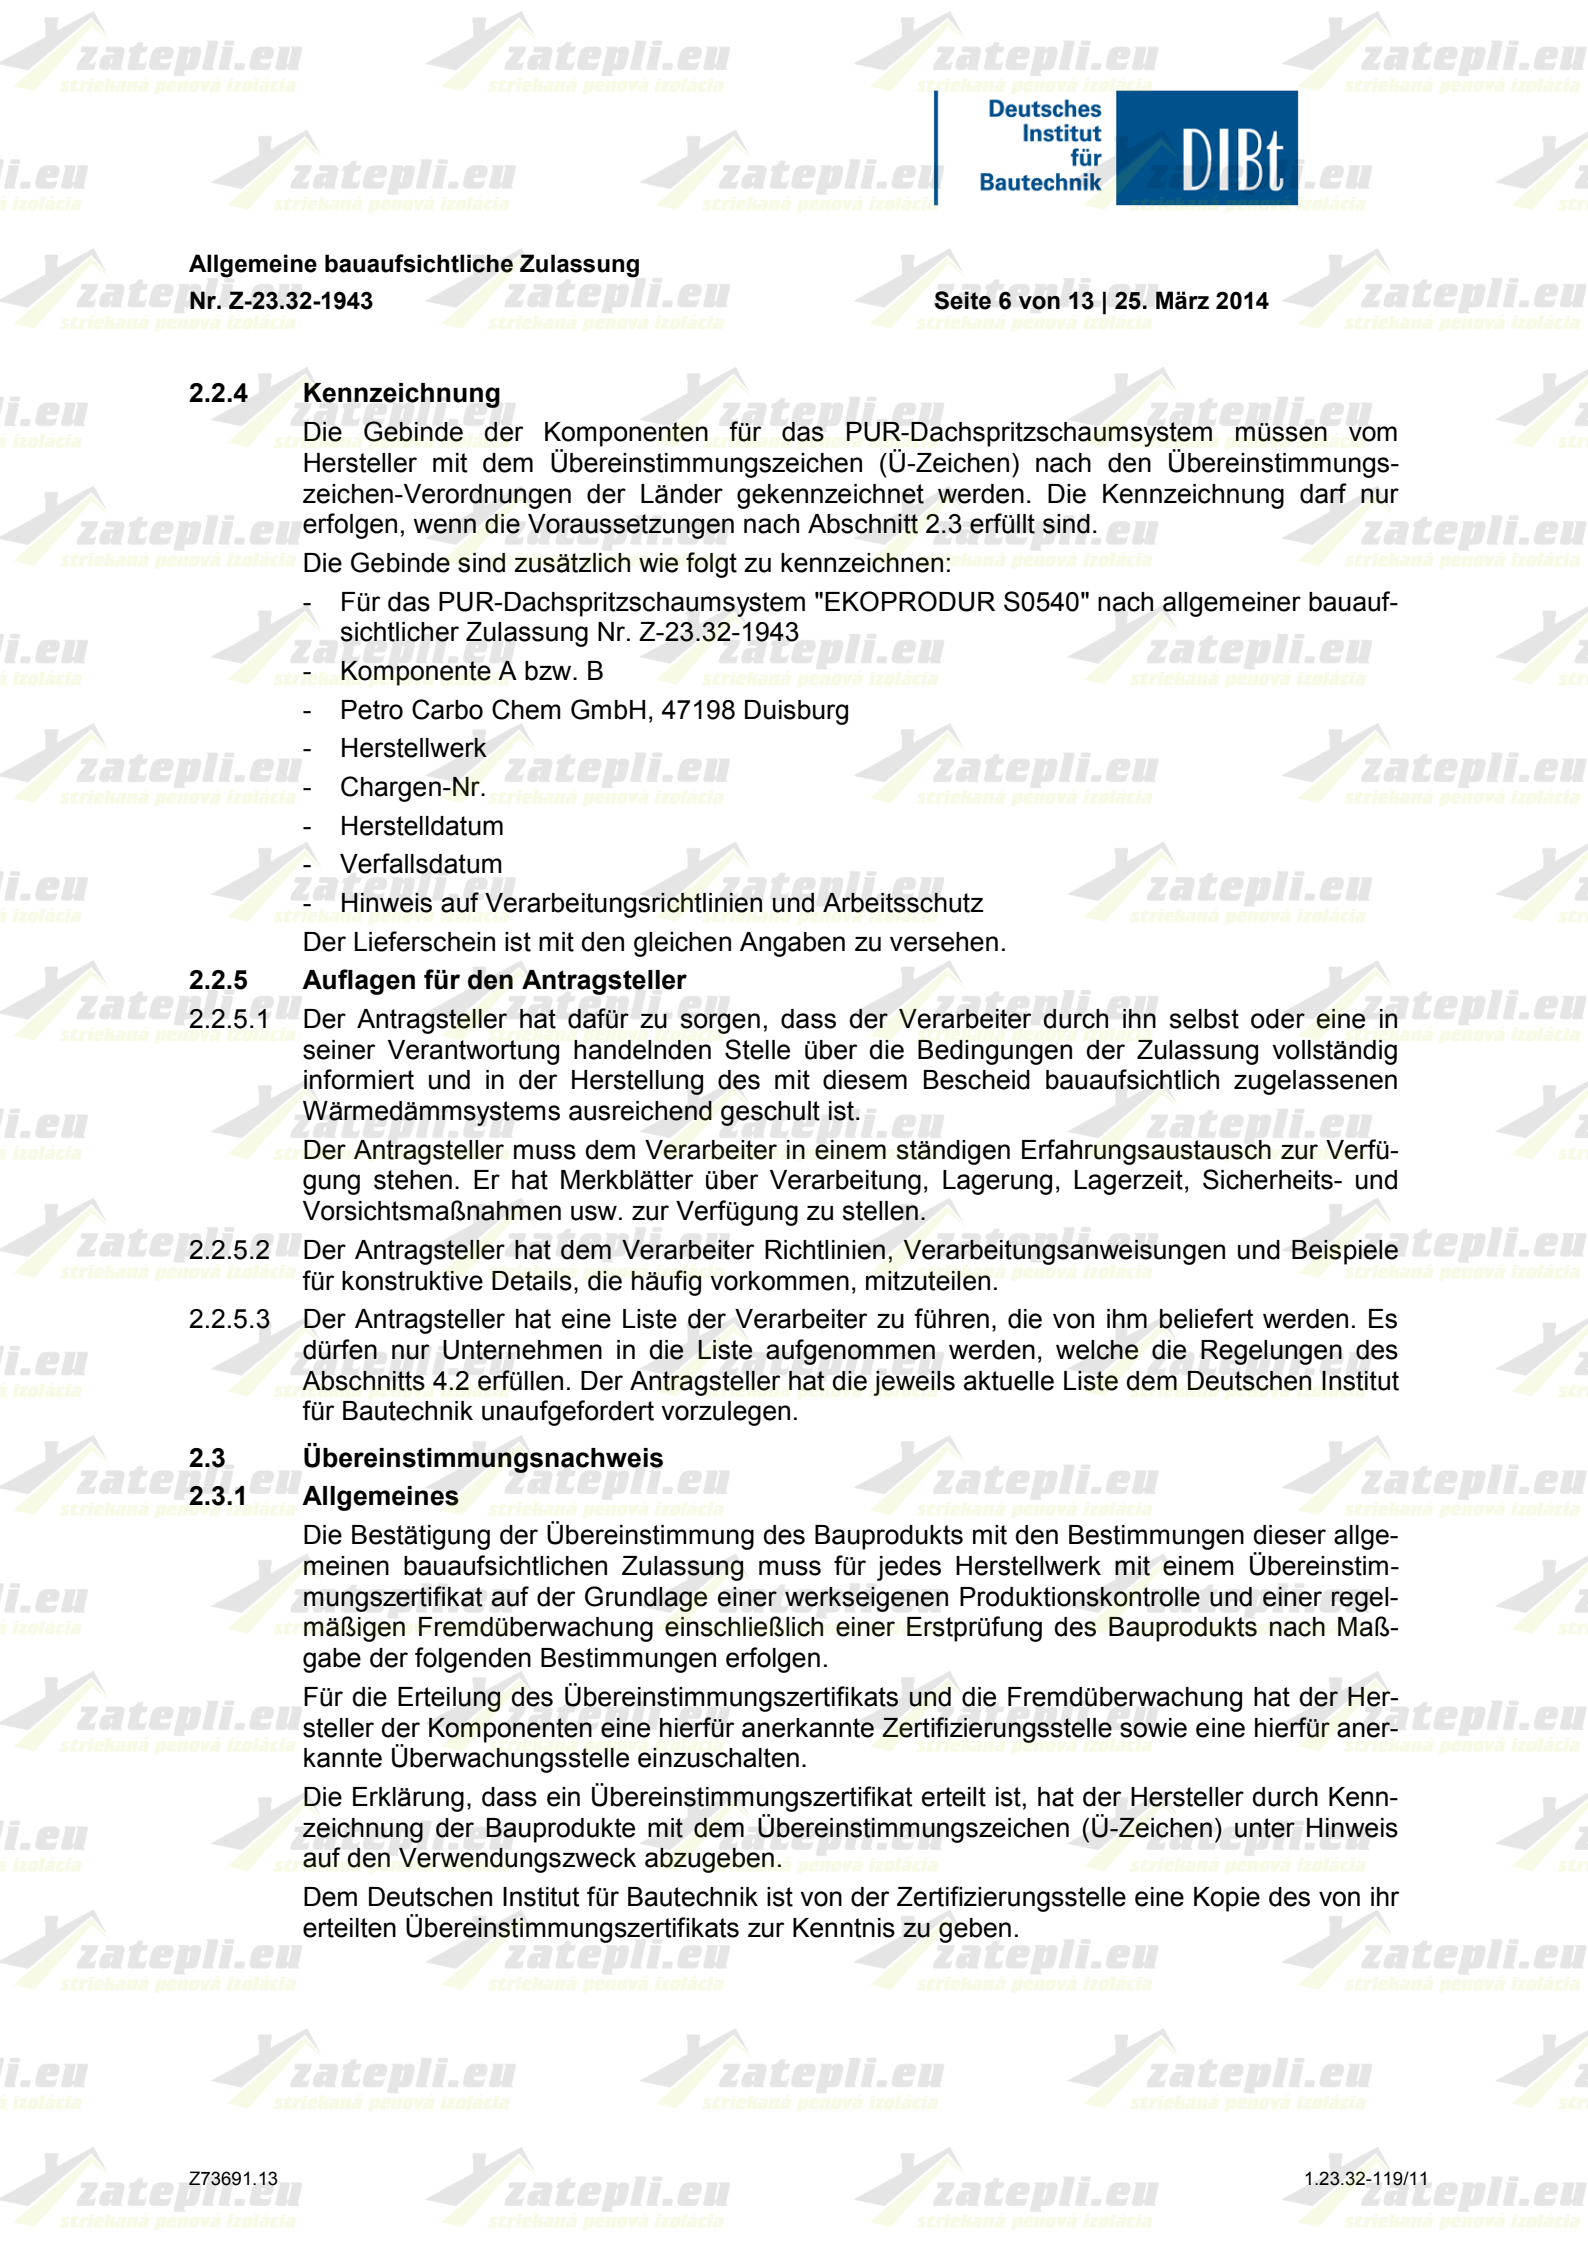 Deutsches
Institut
für
Bautechnik
DIBt
Allgemeine bauaufsichtliche Zulassung
Nr. Z-23.32-1943 Seite 6 von 13 | 25. März 2014
2.2.4 Kennzeichnung
Die Gebinde der Komponenten für das PUR-Dachspritzschaumsystem müssen vom
Hersteller mit dem Übereinstimmungszeichen (Ü-Zeichen) nach den Übereinstimmungs-
zeichen-Verordnungen der Länder gekennzeichnet werden. Die Kennzeichnung darf nur
erfolgen, wenn die Voraussetzungen nach Abschnitt 2.3 erfüllt sind.
Die Gebinde sind zusätzlich wie folgt zu kennzeichnen:
- Für das PUR-Dachspritzschaumsystem "EKOPRODUR S0540" nach allgemeiner bauauf-
sichtlicher Zulassung Nr. Z-23.32-1943
- Komponente A bzw. B
- Petro Carbo Chem GmbH, 47198 Duisburg
- Herstellwerk
- Chargen-Nr.
- Herstelldatum
- Verfallsdatum
- Hinweis auf Verarbeitungsrichtlinien und Arbeitsschutz
Der Lieferschein ist mit den gleichen Angaben zu versehen.
2.2.5 Auflagen für den Antragsteller
2.2.5.1 Der Antragsteller hat dafür zu sorgen, dass der Verarbeiter durch ihn selbst oder eine in
seiner Verantwortung handelnden Stelle über die Bedingungen der Zulassung vollständig
informiert und in der Herstellung des mit diesem Bescheid bauaufsichtlich zugelassenen
Wärmedämmsystems ausreichend geschult ist.
Der Antragsteller muss dem Verarbeiter in einem ständigen Erfahrungsaustausch zur Verfü-
gung stehen. Er hat Merkblätter über Verarbeitung, Lagerung, Lagerzeit, Sicherheits- und
Vorsichtsmaßnahmen usw. zur Verfügung zu stellen.
2.2.5.2 Der Antragsteller hat dem Verarbeiter Richtlinien, Verarbeitungsanweisungen und Beispiele
für konstruktive Details, die häufig vorkommen, mitzuteilen.
2.2.5.3 Der Antragsteller hat eine Liste der Verarbeiter zu führen, die von ihm beliefert werden. Es
dürfen nur Unternehmen in die Liste aufgenommen werden, welche die Regelungen des
Abschnitts 4.2 erfüllen. Der Antragsteller hat die jeweils aktuelle Liste dem Deutschen Institut
für Bautechnik unaufgefordert vorzulegen.
2.3 Übereinstimmungsnachweis
2.3.1 Allgemeines
Die Bestätigung der Übereinstimmung des Bauprodukts mit den Bestimmungen dieser allge-
meinen bauaufsichtlichen Zulassung muss für jedes Herstellwerk mit einem Übereinstim-
mungszertifikat auf der Grundlage einer werkseigenen Produktionskontrolle und einer regel-
mäßigen Fremdüberwachung einschließlich einer Erstprüfung des Bauprodukts nach Maß-
gabe der folgenden Bestimmungen erfolgen.
Für die Erteilung des Übereinstimmungszertifikats und die Fremdüberwachung hat der Her-
steller der Komponenten eine hierfür anerkannte Zertifizierungsstelle sowie eine hierfür aner-
kannte Überwachungsstelle einzuschalten.
Die Erklärung, dass ein Übereinstimmungszertifikat erteilt ist, hat der Hersteller durch Kenn-
zeichnung der Bauprodukte mit dem Übereinstimmungszeichen (Ü-Zeichen) unter Hinweis
auf den Verwendungszweck abzugeben.
Dem Deutschen Institut für Bautechnik ist von der Zertifizierungsstelle eine Kopie des von ihr
erteilten Übereinstimmungszertifikats zur Kenntnis zu geben.
Z73691.13 1.23.32-119/11
zatepli.eu
striekaná penová izolácia